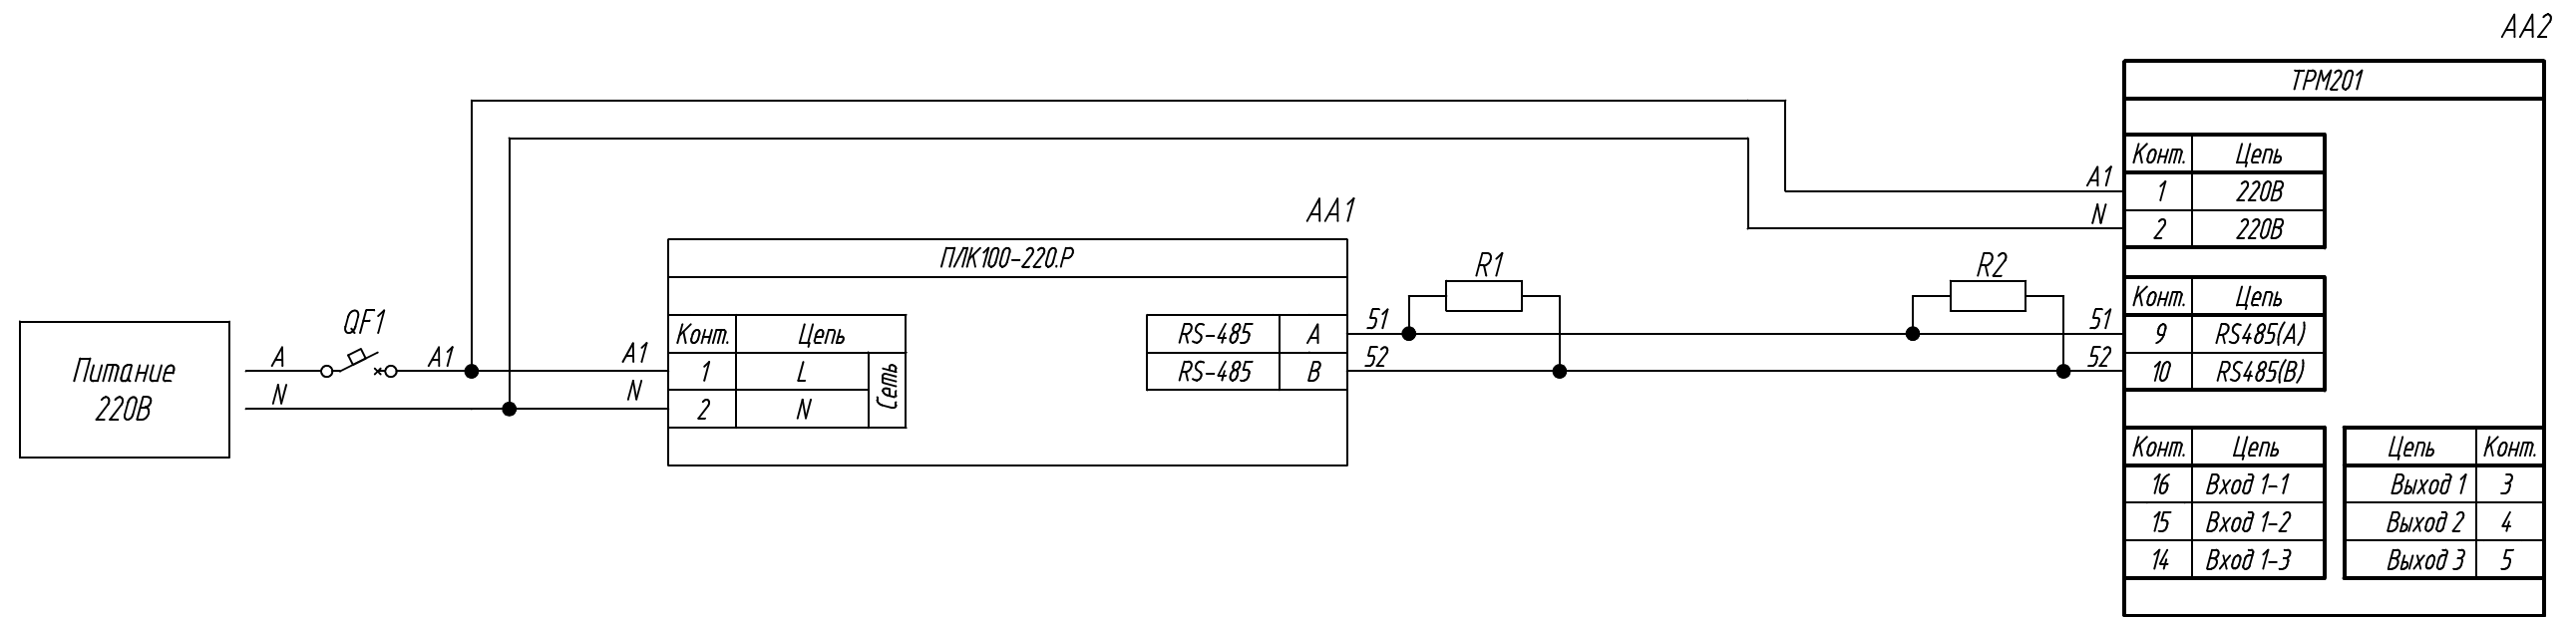 AA2
ТРМ201
Конт. Цепь
A1 1 220В
N 2 220В
AA1
ПЛК100-220.Р
R1
R2
Конт. Цепь
51 9 RS485(A)
52 10 RS485(B)
QF1
Питание
220В
A
A1
N
A1
N
Конт. Цепь
1 L
2 N
Сеть
RS-485 A 51
RS-485 B 52
Конт. Цепь
16 Вход 1-1
15 Вход 1-2
14 Вход 1-3
Цепь Конт.
Выход 1 3
Выход 2 4
Выход 3 5